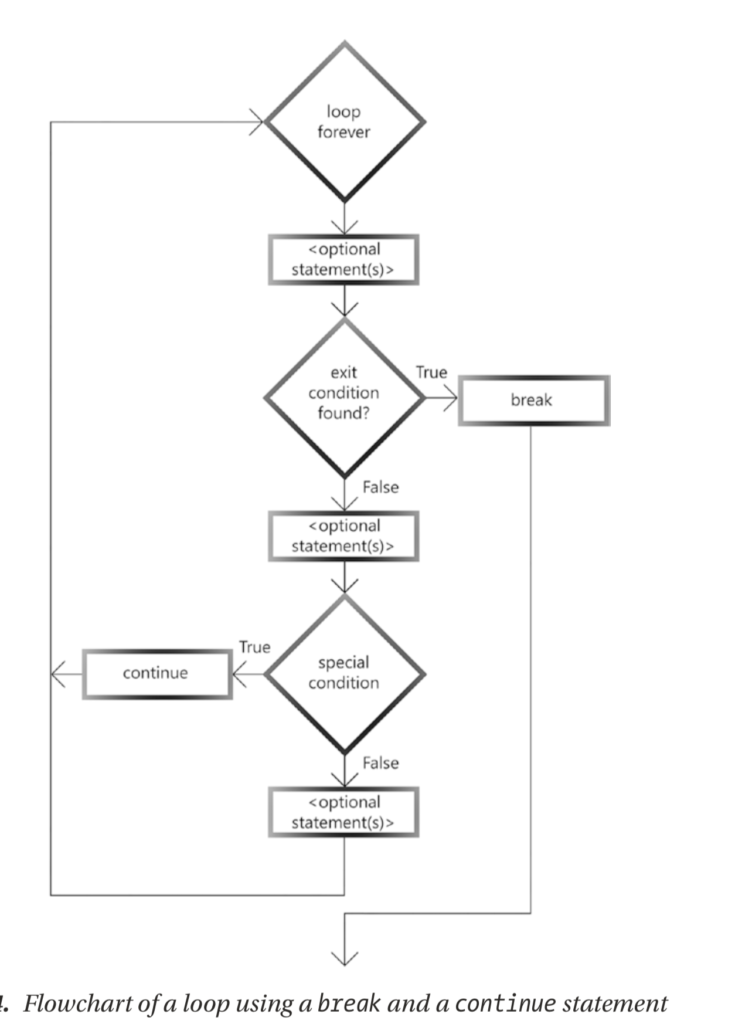 loop
forever
<optional
statement(s)>
exit
condition
found?
True
break
False
<optional
statement(s)>
True
continue
special
condition
False
<optional
statement(s)>
. Flowchart of a loop using a break and a continue statement